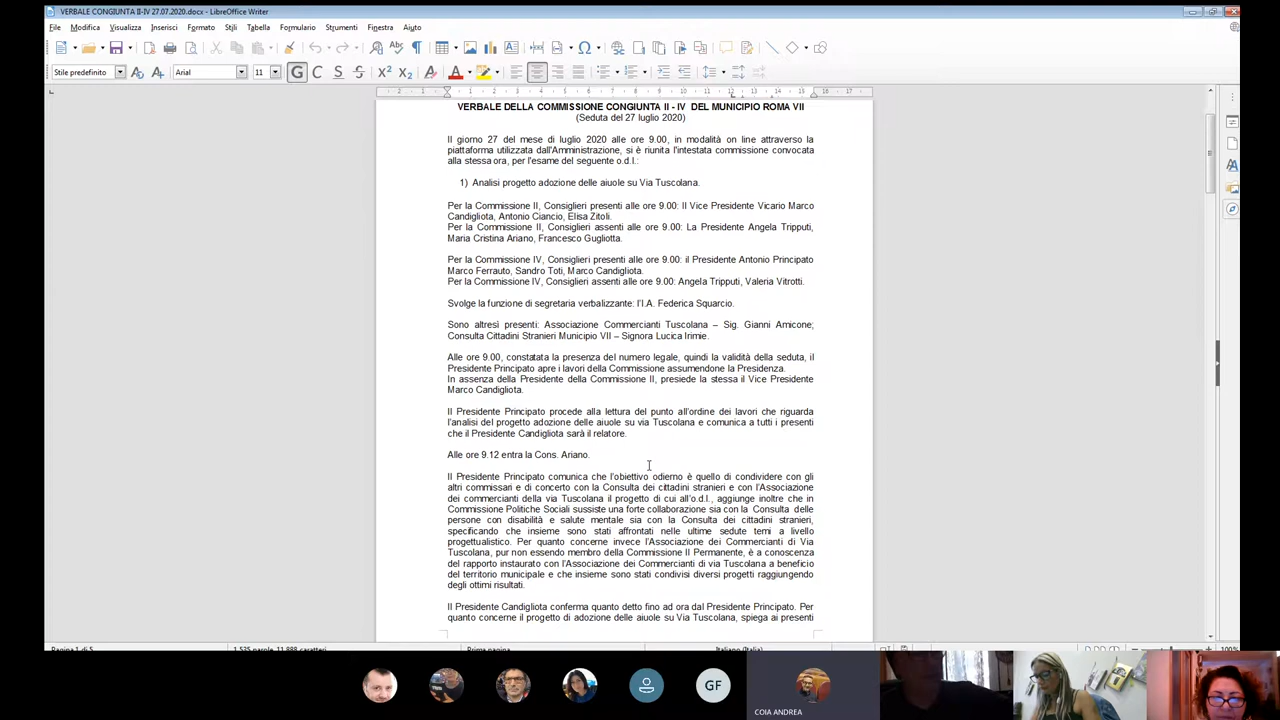 VERBALE CONGIUNTA II-IV 27.07.2020.docx - LibreOffice Writer
File Modifica Visualizza Inserisci Formato Stili Tabella Formulario Strumenti Finestra Aiuto
Stile predefinito Arial 11 G C S S
VERBALE DELLA COMMISSIONE CONGIUNTA II - IV DEL MUNICIPIO ROMA VII
(Seduta del 27 luglio 2020)
Il giorno 27 del mese di luglio 2020 alle ore 9.00, in modalità on line attraverso la
piattaforma utilizzata dall'Amministrazione, si è riunita l'intestata commissione convocata
alla stessa ora, per l'esame del seguente o.d.l.:
1) Analisi progetto adozione delle aiuole su Via Tuscolana.
Per la Commissione II, Consiglieri presenti alle ore 9.00: Il Vice Presidente Vicario Marco
Candigliota, Antonio Ciancio, Elisa Zitoli.
Per la Commissione II, Consiglieri assenti alle ore 9.00: La Presidente Angela Tripputi,
Maria Cristina Ariano, Francesco Gugliotta.
Per la Commissione IV, Consiglieri presenti alle ore 9.00: il Presidente Antonio Principato
Marco Ferrauto, Sandro Toti, Marco Candigliota.
Per la Commissione IV, Consiglieri assenti alle ore 9.00: Angela Tripputi, Valeria Vitrotti.
Svolge la funzione di segretaria verbalizzante: l'I.A. Federica Squarcio.
Sono altresì presenti: Associazione Commercianti Tuscolana – Sig. Gianni Amicone;
Consulta Cittadini Stranieri Municipio VII – Signora Lucica Irimie.
Alle ore 9.00, constatata la presenza del numero legale, quindi la validità della seduta, il
Presidente Principato apre i lavori della Commissione assumendone la Presidenza.
In assenza della Presidente della Commissione II, presiede la stessa il Vice Presidente
Marco Candigliota.
Il Presidente Principato procede alla lettura del punto all'ordine dei lavori che riguarda
l'analisi del progetto adozione delle aiuole su via Tuscolana e comunica a tutti i presenti
che il Presidente Candigliota sarà il relatore.
Alle ore 9.12 entra la Cons. Ariano.
Il Presidente Principato comunica che l'obiettivo odierno è quello di condividere con gli
altri commissari e di concerto con la Consulta dei cittadini stranieri e con l'Associazione
dei commercianti della via Tuscolana il progetto di cui all'o.d.l., aggiunge inoltre che in
Commissione Politiche Sociali sussiste una forte collaborazione sia con la Consulta delle
persone con disabilità e salute mentale sia con la Consulta dei cittadini stranieri,
specificando che insieme sono stati affrontati nelle ultime sedute temi a livello
progettualistico. Per quanto concerne invece l'Associazione dei Commercianti di Via
Tuscolana, pur non essendo membro della Commissione II Permanente, è a conoscenza
del rapporto instaurato con l'Associazione dei Commercianti di via Tuscolana a beneficio
del territorio municipale e che insieme sono stati condivisi diversi progetti raggiungendo
degli ottimi risultati.
Il Presidente Candigliota conferma quanto detto fino ad ora dal Presidente Principato. Per
quanto concerne il progetto di adozione delle aiuole su Via Tuscolana, spiega ai presenti
Pagina 1 di 5 1.535 parole, 11.888 caratteri Prima pagina Italiano (Italia) 100%
GF
COIA ANDREA